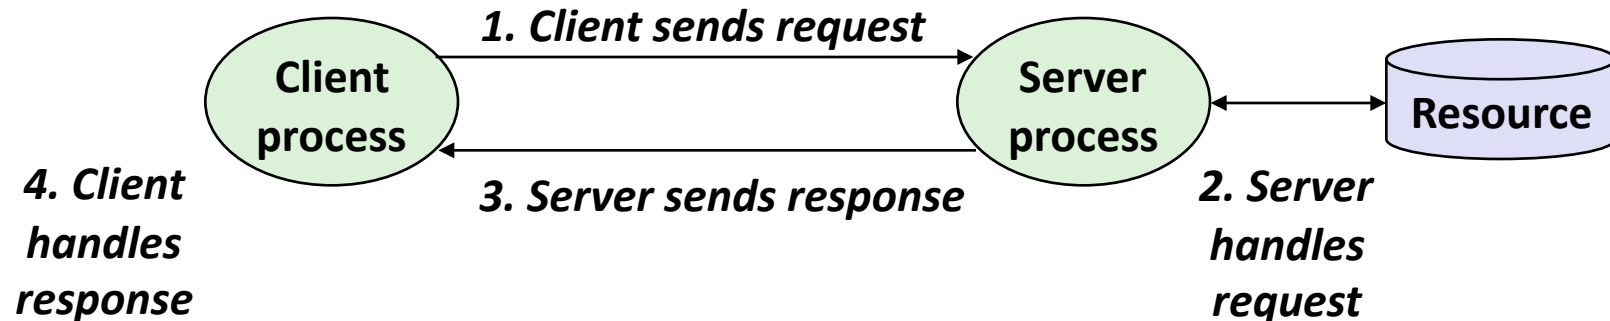 1. Client sends request
Client
process
Server
process
Resource
3. Server sends response
4. Client
handles
response
2. Server
handles
request